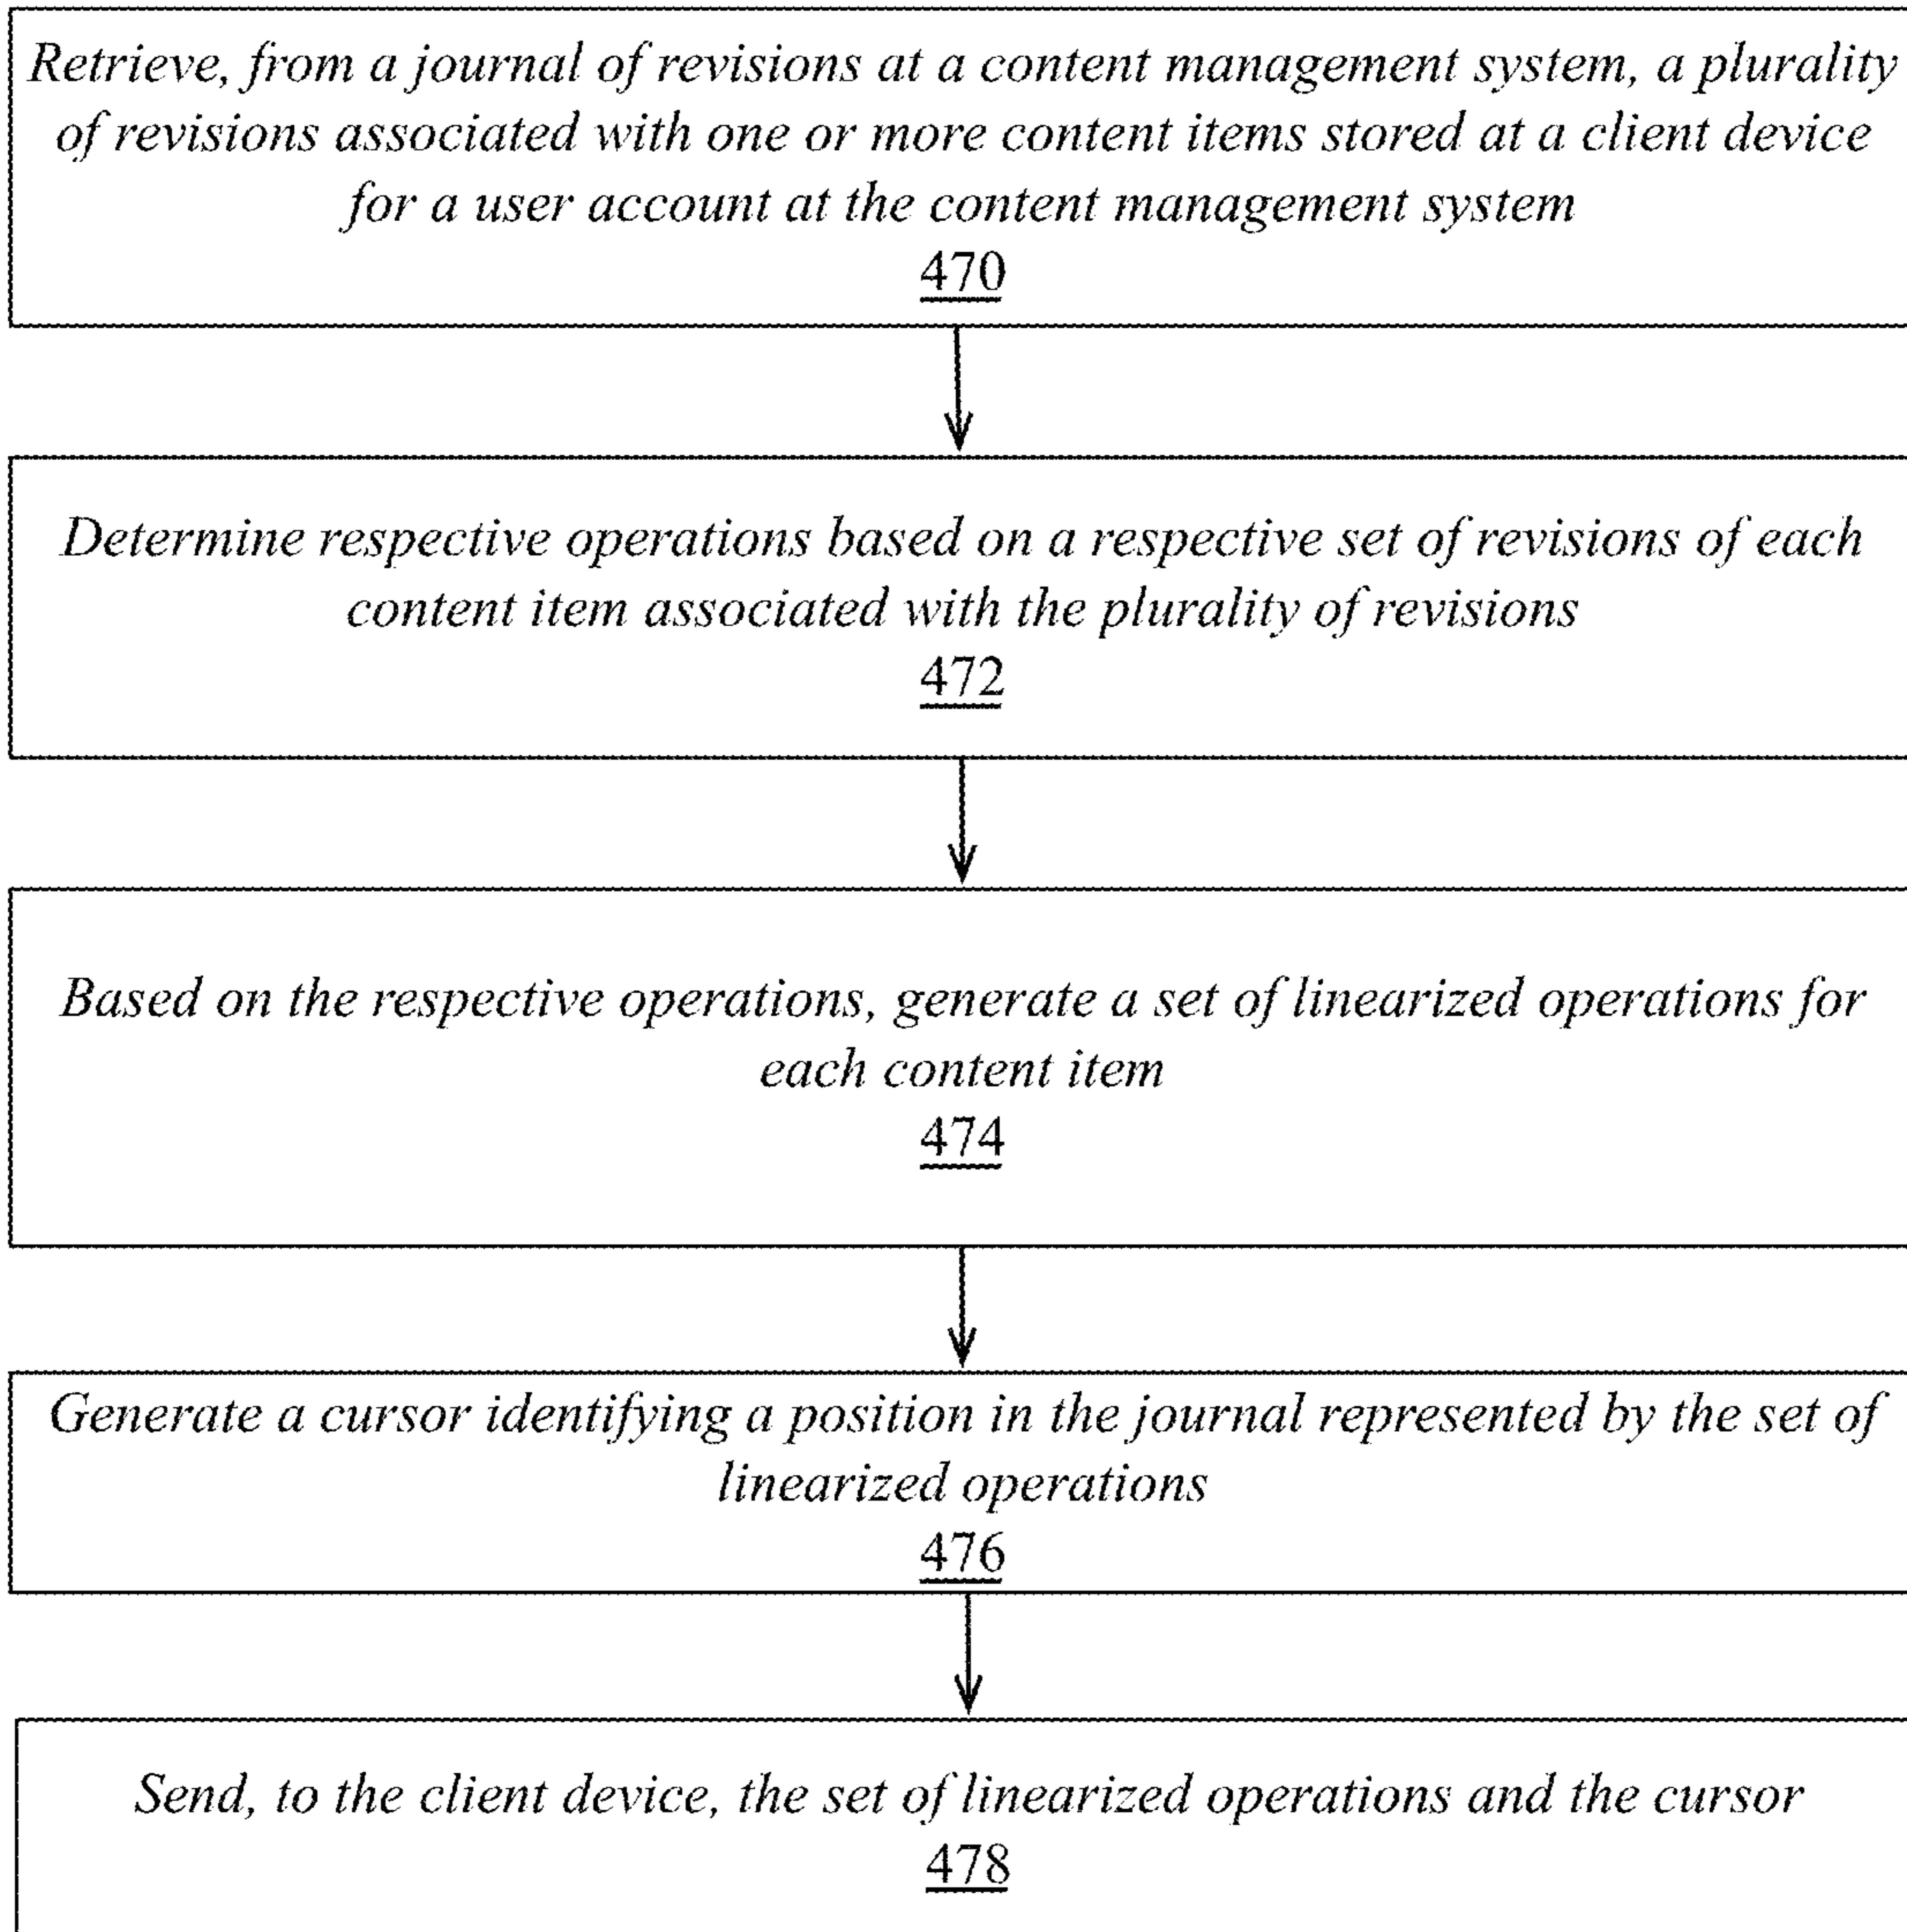 Retrieve, from a journal of revisions at a content management system, a plurality
of revisions associated with one or more content items stored at a client device
for a user account at the content management system
470
Determine respective operations based on a respective set of revisions of each
content item associated with the plurality of revisions
472
Based on the respective operations, generate a set of linearized operations for
each content item
474
Generate a cursor identifying a position in the journal represented by the set of
linearized operations
476
Send, to the client device, the set of linearized operations and the cursor
478